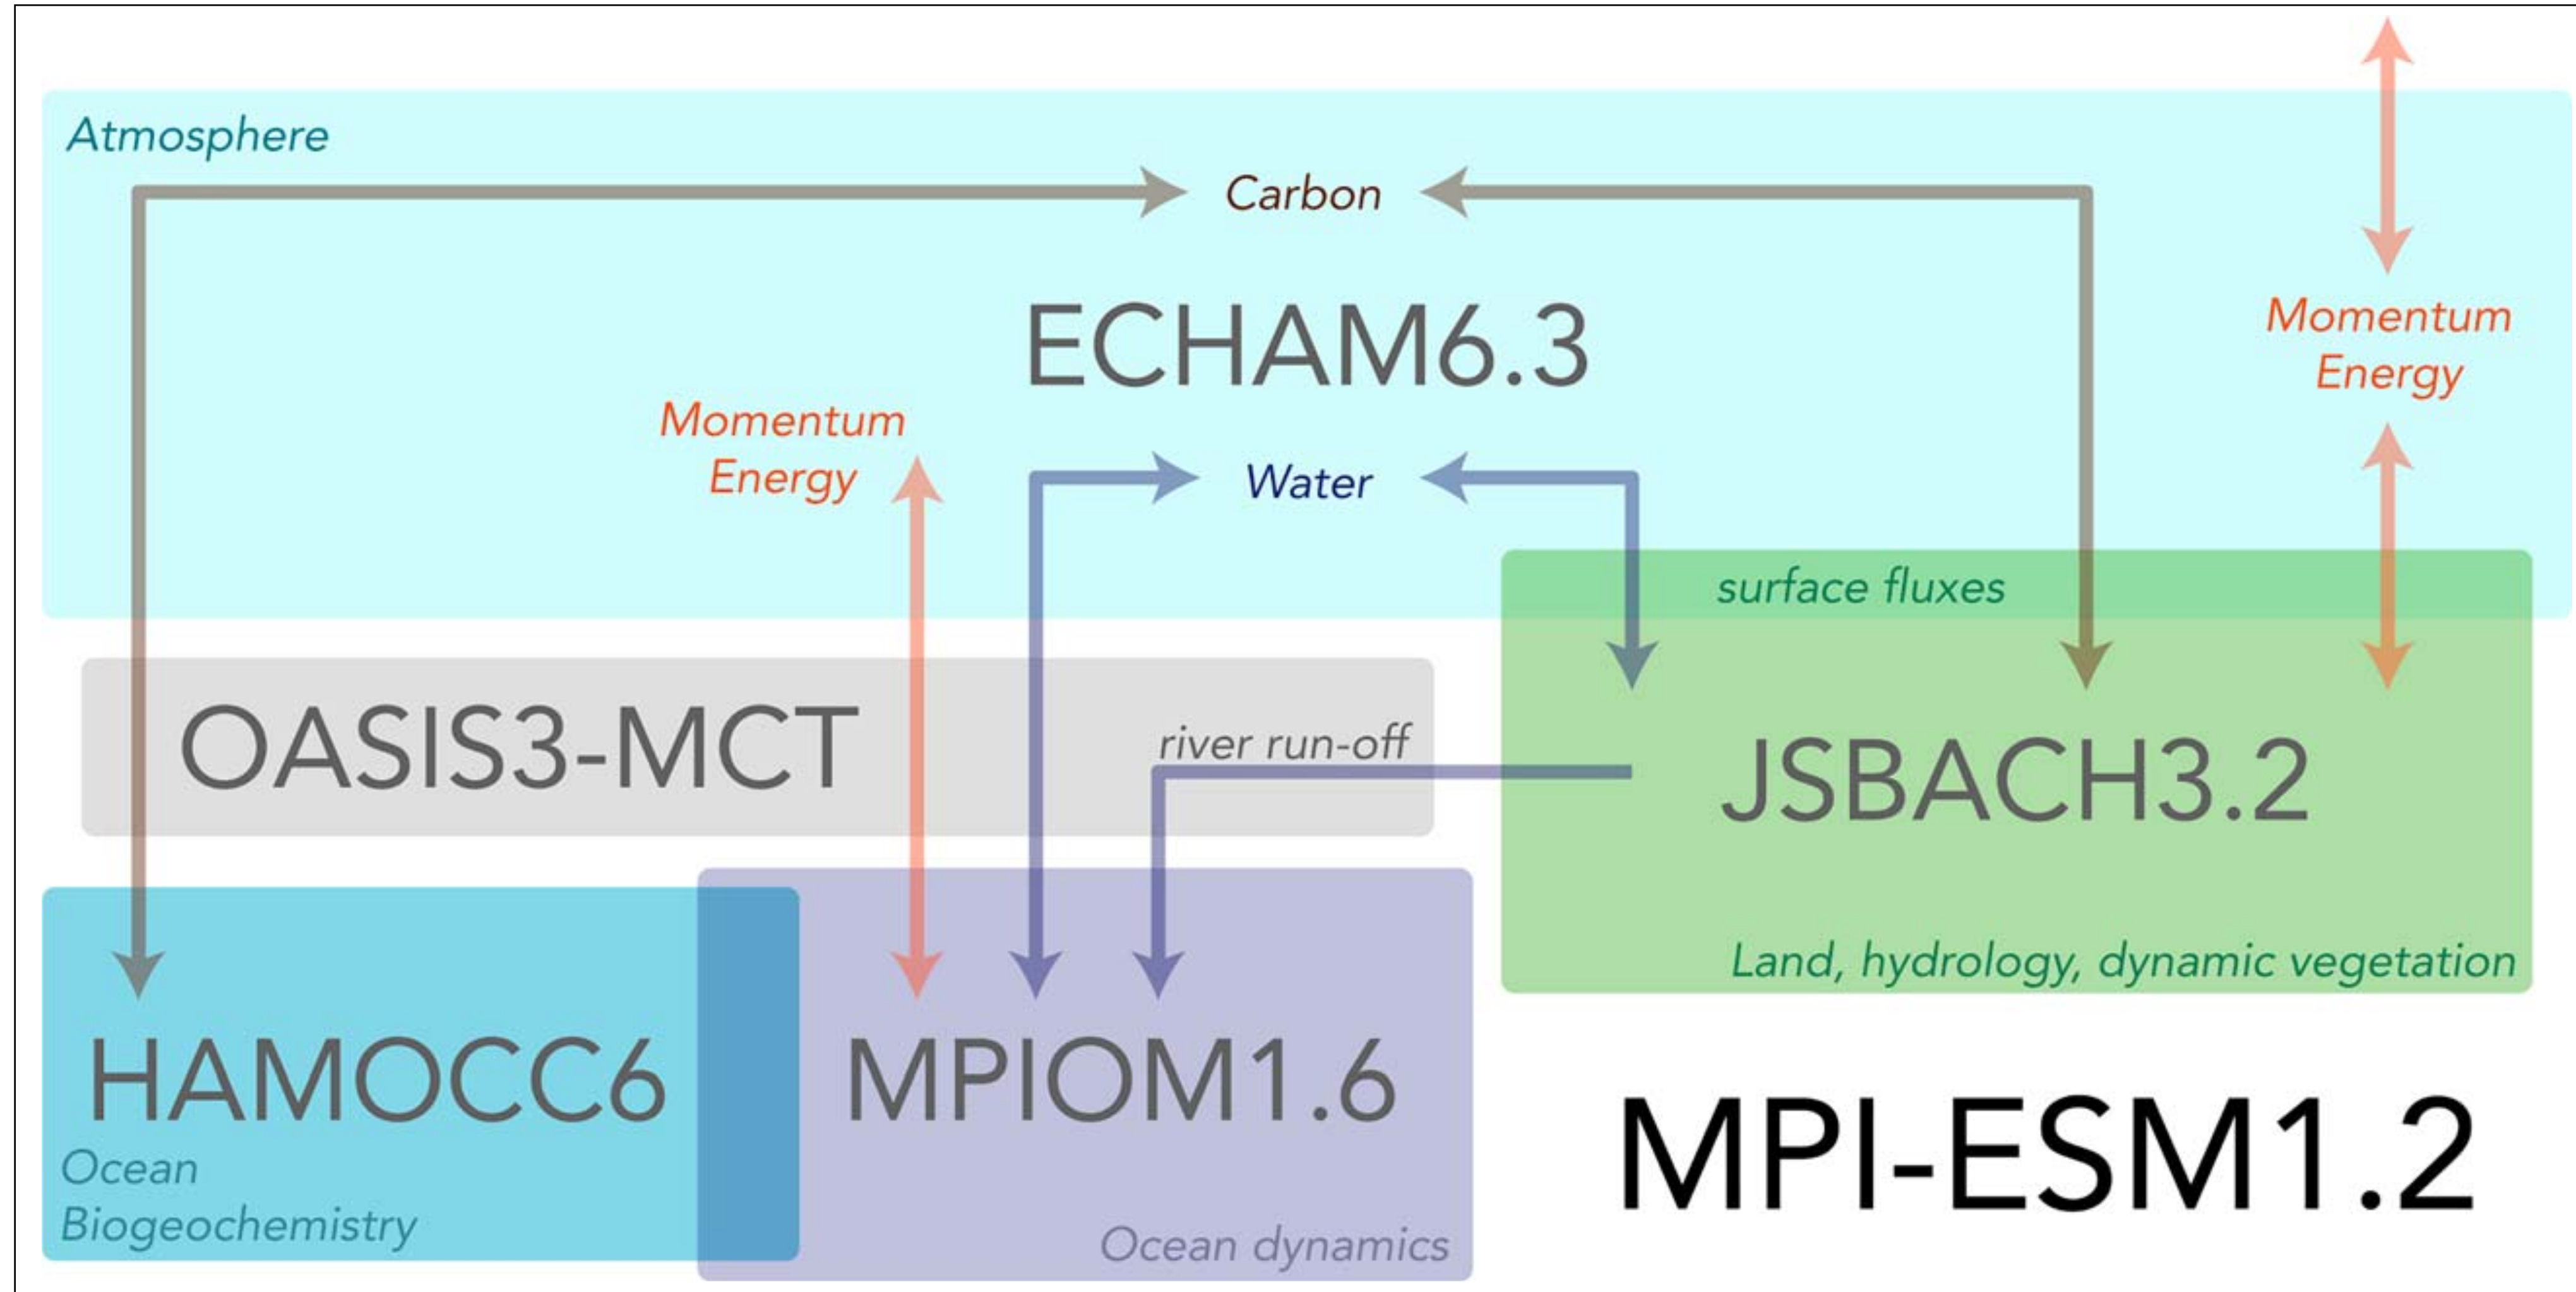 Atmosphere
Carbon
ECHAM6.3
Momentum
Energy
Momentum
Energy
Water
surface fluxes
OASIS3-MCT
river run-off
JSBACH3.2
Land, hydrology, dynamic vegetation
HAMOCC6
Ocean
Biogeochemistry
MPIOM1.6
Ocean dynamics
MPI-ESM1.2